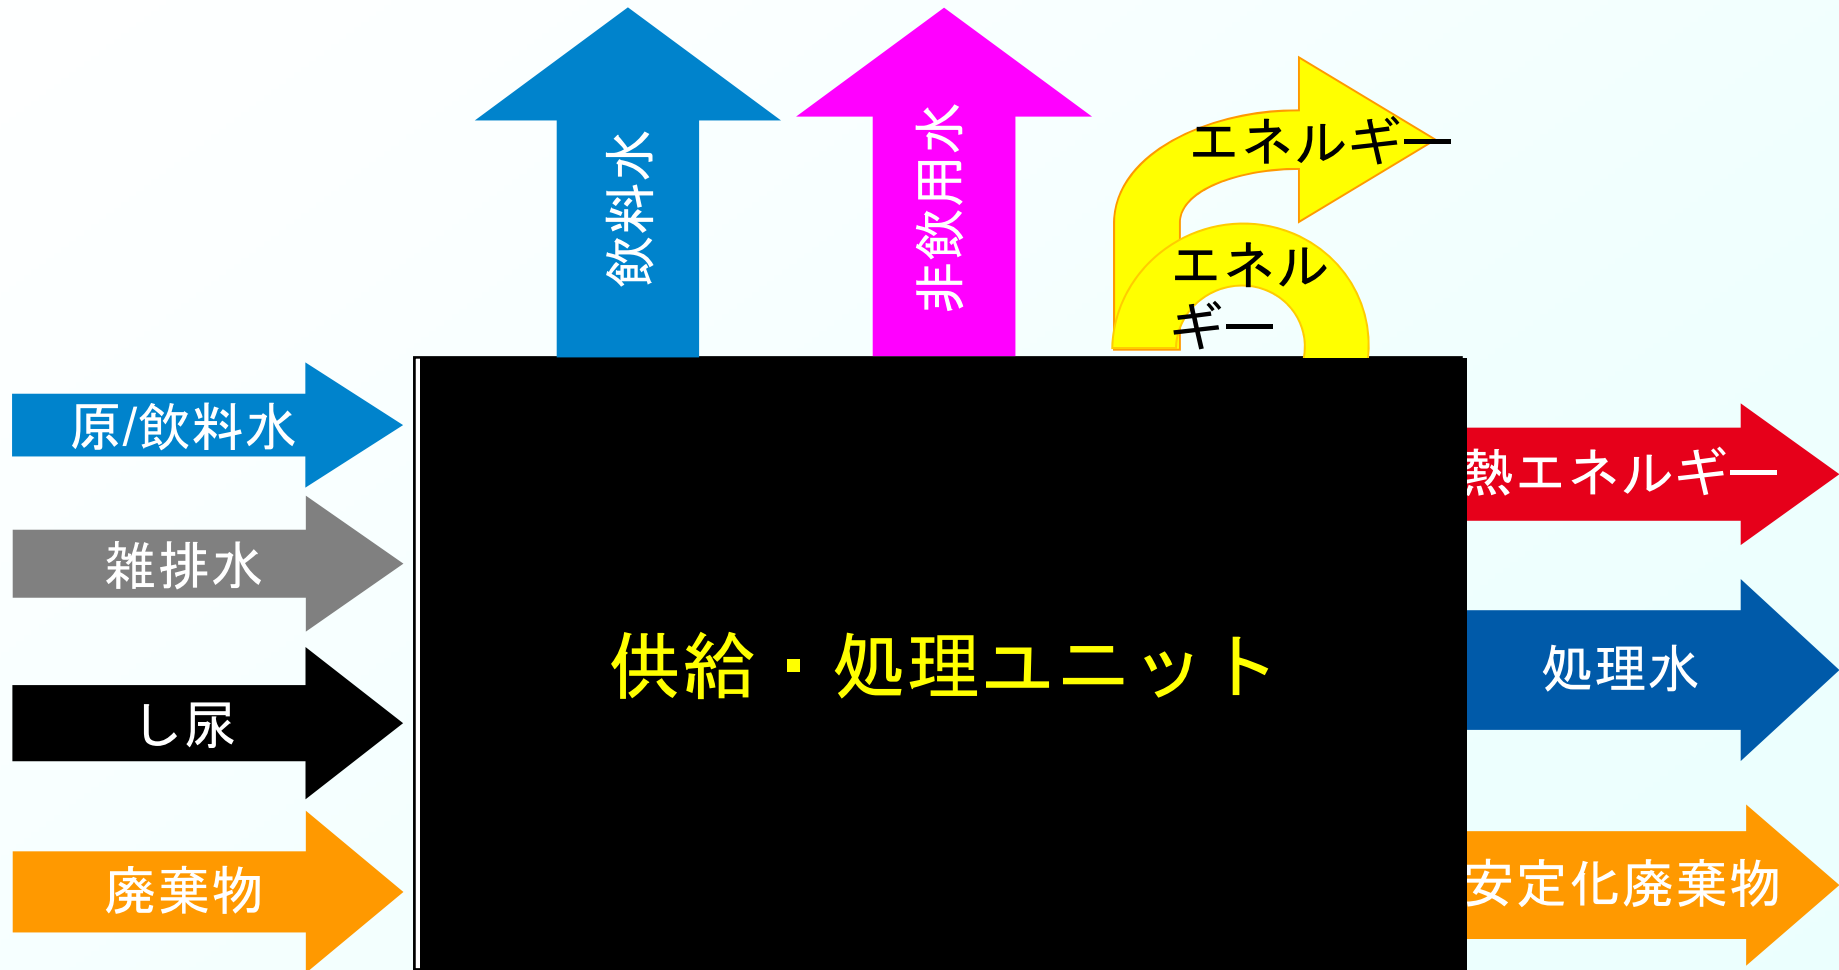 飲料水
非飲用水
エネルギー
エネル
ギー
原/飲料水
雑排水
し尿
廃棄物
供給・処理ユニット
熱エネルギー
処理水
安定化廃棄物